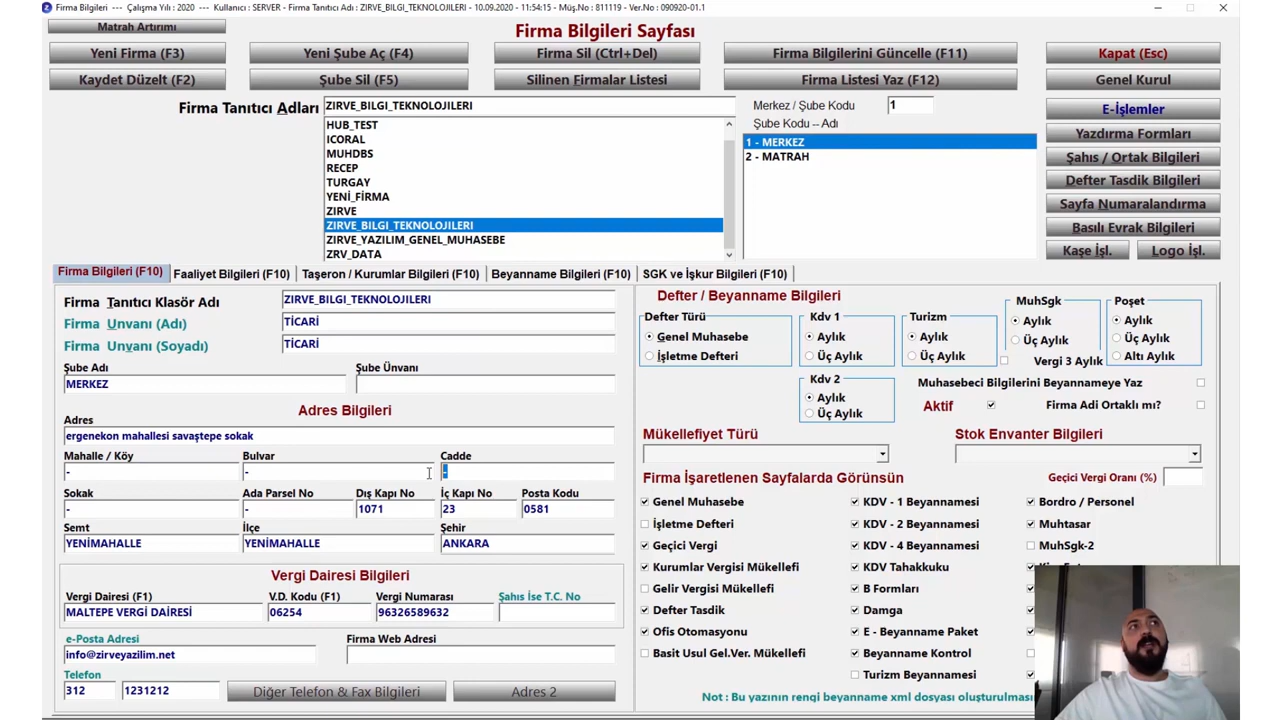 Firma Bilgileri --- Çalışma Yılı : 2020 --- Kullanıcı : SERVER - Firma Tanıtici Adı : ZIRVE_BILGI_TEKNOLOJILERI - 10.09.2020 - 11:54:15 - Müş.No : 811119 - Ver.No : 090920-01.1
Matrah Artırımı
Firma Bilgileri Sayfası
Yeni Firma (F3)
Yeni Şube Aç (F4)
Firma Sil (Ctrl+Del)
Firma Bilgilerini Güncelle (F11)
Kapat (Esc)
Kaydet Düzelt (F2)
Şube Sil (F5)
Silinen Firmalar Listesi
Firma Listesi Yaz (F12)
Genel Kurul
Firma Tanıtıcı Adları
ZIRVE_BILGI_TEKNOLOJILERI
HUB_TEST
ICORAL
MUHDBS
RECEP
TURGAY
YENİ_FİRMA
ZIRVE
ZIRVE_BILGI_TEKNOLOJILERI
ZIRVE_YAZILIM_GENEL_MUHASEBE
ZRV_DATA
Merkez / Şube Kodu
1
Şube Kodu -- Adı
1 - MERKEZ
2 - MATRAH
E-İşlemler
Yazdırma Formları
Şahıs / Ortak Bilgileri
Defter Tasdik Bilgileri
Sayfa Numaralandırma
Basılı Evrak Bilgileri
Kaşe İşl.
Logo İşl.
Firma Bilgileri (F10)
Faaliyet Bilgileri (F10)
Taşeron / Kurumlar Bilgileri (F10)
Beyanname Bilgileri (F10)
SGK ve İşkur Bilgileri (F10)
Firma Tanıtıcı Klasör Adı
ZIRVE_BILGI_TEKNOLOJILERI
Firma Unvanı (Adı)
TİCARİ
Firma Unvanı (Soyadı)
TİCARİ
Şube Adı
Şube Ünvanı
MERKEZ
Adres Bilgileri
Adres
ergenekon mahallesi savaştepe sokak
Mahalle / Köy
Bulvar
Cadde
-
-
-
Sokak
Ada Parsel No
Dış Kapı No
İç Kapı No
Posta Kodu
-
-
1071
23
0581
Semt
İlçe
Şehir
YENİMAHALLE
YENİMAHALLE
ANKARA
Vergi Dairesi Bilgileri
Vergi Dairesi (F1)
V.D. Kodu (F1)
Vergi Numarası
Şahıs İse T.C. No
MALTEPE VERGİ DAİRESİ
06254
96326589632
e-Posta Adresi
Firma Web Adresi
info@zirveyazilim.net
Telefon
312
1231212
Diğer Telefon & Fax Bilgileri
Adres 2
Defter / Beyanname Bilgileri
Defter Türü
Genel Muhasebe
İşletme Defteri
Kdv 1
Aylık
Üç Aylık
Turizm
Aylık
Üç Aylık
MuhSgk
Aylık
Üç Aylık
Vergi 3 Aylık
Poşet
Aylık
Üç Aylık
Altı Aylık
Kdv 2
Aylık
Üç Aylık
Muhasebeci Bilgilerini Beyannameye Yaz
Aktif
Firma Adi Ortaklı mı?
Mükellefiyet Türü
Stok Envanter Bilgileri
Firma İşaretlenen Sayfalarda Görünsün
Geçici Vergi Oranı (%)
Genel Muhasebe
KDV - 1 Beyannamesi
Bordro / Personel
İşletme Defteri
KDV - 2 Beyannamesi
Muhtasar
Geçici Vergi
KDV - 4 Beyannamesi
MuhSgk-2
Kurumlar Vergisi Mükellefi
KDV Tahakkuku
Gelir Vergisi Mükellefi
B Formları
Defter Tasdik
Damga
Ofis Otomasyonu
E - Beyanname Paket
Basit Usul Gel.Ver. Mükellefi
Beyanname Kontrol
Turizm Beyannamesi
Not : Bu yazının rengi beyanname xml dosyası oluşturulması